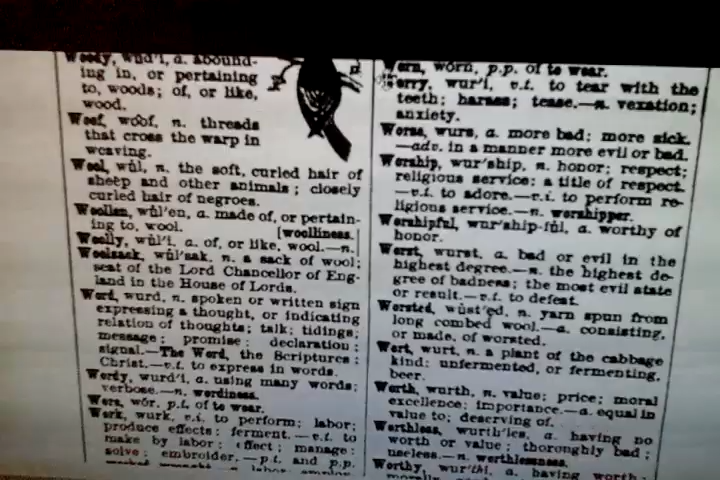 Woody, wud'i, a. abound-
ing in, or pertaining
to, woods; of, or like,
wood.
Woof, wōōf, n. threads
that cross the warp in
weaving.
Wool, wŭl, n. the soft, curled hair of
sheep and other animals; closely
curled hair of negroes.
Woollen, wŭl'en, a. made of, or pertain-
ing to, wool. [woolliness.
Woolly, wŭl'i, a. of, or like, wool.—n.
Woolsack, wŭl'sak, n. a sack of wool;
seat of the Lord Chancellor of Eng-
land in the House of Lords.
Word, wurd, n. spoken or written sign
expressing a thought, or indicating
relation of thoughts; talk; tidings;
message; promise; declaration;
signal.—The Word, the Scriptures;
Christ.—v.t. to express in words.
Wordy, wurd'i, a. using many words;
verbose.—n. wordiness.
Wore, wōr, p.t. of to wear.
Work, wurk, v.i. to perform; labor;
produce effects; ferment.—v.t. to
make by labor; effect; manage;
solve; embroider.—p.t. and p.p.
Worn, wōrn, p.p. of to wear.
Worry, wur'i, v.t. to tear with the
teeth; harass; tease.—n. vexation;
anxiety.
Worse, wurs, a. more bad; more sick.
—adv. in a manner more evil or bad.
Worship, wur'ship, n. honor; respect;
religious service; a title of respect.
—v.t. to adore.—v.i. to perform re-
ligious service.—n. worshipper.
Worshipful, wur'ship-fŭl, a. worthy of
honor.
Worst, wurst, a. bad or evil in the
highest degree.—n. the highest de-
gree of badness; the most evil state
or result.—v.t. to defeat.
Worsted, wŭst'ed, n. yarn spun from
long combed wool.—a. consisting,
or made, of worsted.
Wort, wurt, n. a plant of the cabbage
kind; unfermented, or fermenting,
beer.
Worth, wurth, n. value; price; moral
excellence; importance.—a. equal in
value to; deserving of.
Worthless, wurth'les, a. having no
worth or value; thoroughly bad;
useless.—n. worthlessness.
Worthy, wur'thi, a. having worth;